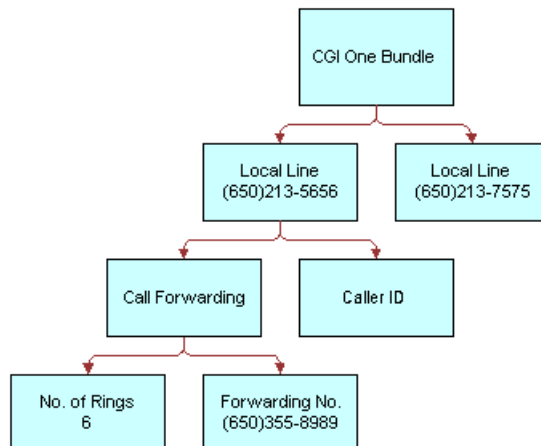 CGI One Bundle
Local Line
(650)213-5656
Local Line
(650)213-7575
Call Forwarding
Caller ID
No. of Rings
6
Forwarding No.
(650)355-8989